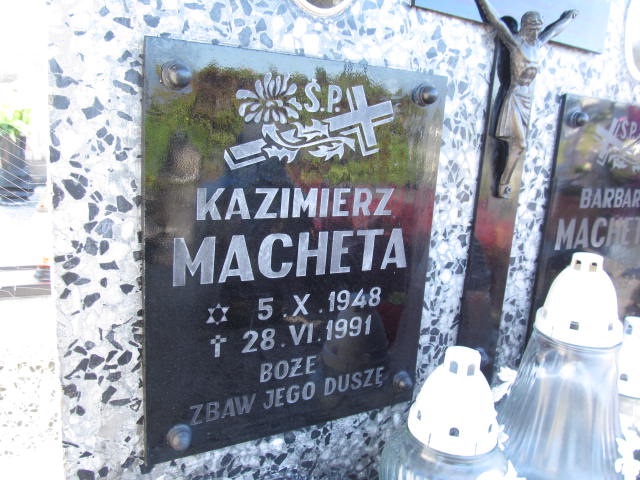 Ś.P.
KAZIMIERZ
MACHETA
✡ 5.X.1948
† 28.VI.1991
BOŻE
ZBAW JEGO DUSZĘ